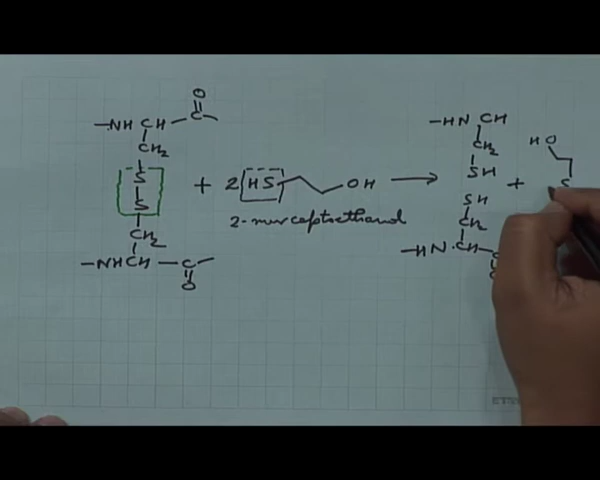 O
-NH CH - C -
CH2
S
S
CH2
-NHCH - C -
O
+ 2 HS OH →
2-mercaptoethanol
-HN CH
CH2
SH
SH
CH2
-HN CH - C
+
HO
S